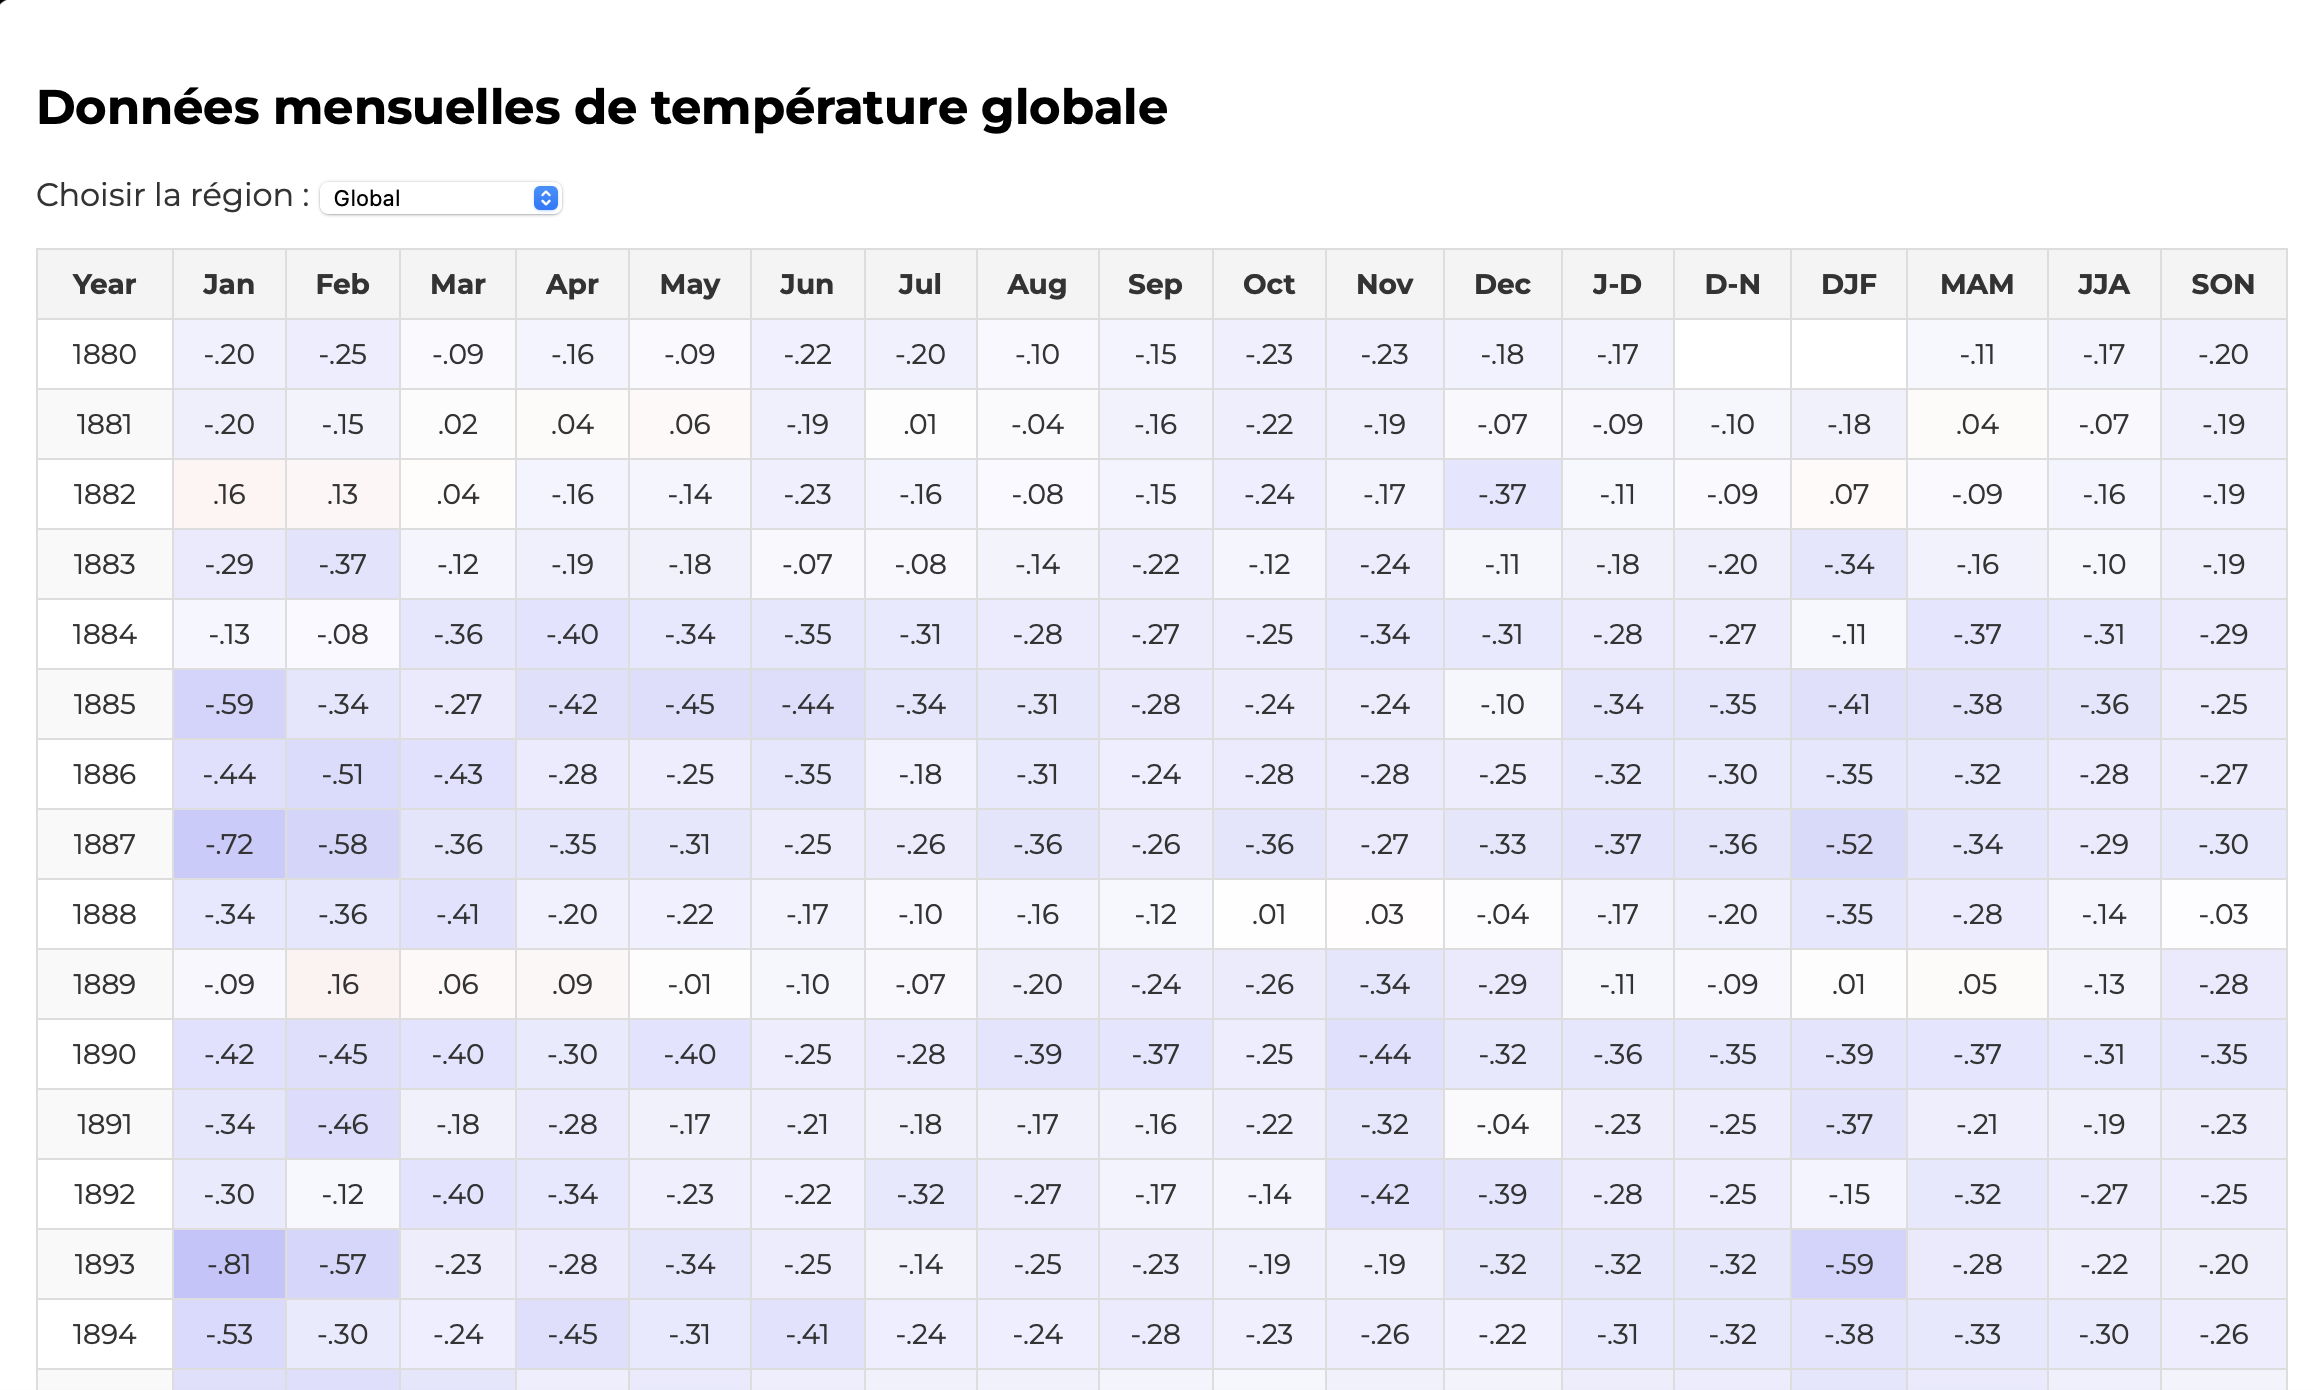 Données mensuelles de température globale
Choisir la région : Global
Year Jan Feb Mar Apr May Jun Jul Aug Sep Oct Nov Dec J-D D-N DJF MAM JJA SON
1880 -.20 -.25 -.09 -.16 -.09 -.22 -.20 -.10 -.15 -.23 -.23 -.18 -.17 -.11 -.17 -.20
1881 -.20 -.15 .02 .04 .06 -.19 .01 -.04 -.16 -.22 -.19 -.07 -.09 -.10 -.18 .04 -.07 -.19
1882 .16 .13 .04 -.16 -.14 -.23 -.16 -.08 -.15 -.24 -.17 -.37 -.11 -.09 .07 -.09 -.16 -.19
1883 -.29 -.37 -.12 -.19 -.18 -.07 -.08 -.14 -.22 -.12 -.24 -.11 -.18 -.20 -.34 -.16 -.10 -.19
1884 -.13 -.08 -.36 -.40 -.34 -.35 -.31 -.28 -.27 -.25 -.34 -.31 -.28 -.27 -.11 -.37 -.31 -.29
1885 -.59 -.34 -.27 -.42 -.45 -.44 -.34 -.31 -.28 -.24 -.24 -.10 -.34 -.35 -.41 -.38 -.36 -.25
1886 -.44 -.51 -.43 -.28 -.25 -.35 -.18 -.31 -.24 -.28 -.28 -.25 -.32 -.30 -.35 -.32 -.28 -.27
1887 -.72 -.58 -.36 -.35 -.31 -.25 -.26 -.36 -.26 -.36 -.27 -.33 -.37 -.36 -.52 -.34 -.29 -.30
1888 -.34 -.36 -.41 -.20 -.22 -.17 -.10 -.16 -.12 .01 .03 -.04 -.17 -.20 -.35 -.28 -.14 -.03
1889 -.09 .16 .06 .09 -.01 -.10 -.07 -.20 -.24 -.26 -.34 -.29 -.11 -.09 .01 .05 -.13 -.28
1890 -.42 -.45 -.40 -.30 -.40 -.25 -.28 -.39 -.37 -.25 -.44 -.32 -.36 -.35 -.39 -.37 -.31 -.35
1891 -.34 -.46 -.18 -.28 -.17 -.21 -.18 -.17 -.16 -.22 -.32 -.04 -.23 -.25 -.37 -.21 -.19 -.23
1892 -.30 -.12 -.40 -.34 -.23 -.22 -.32 -.27 -.17 -.14 -.42 -.39 -.28 -.25 -.15 -.32 -.27 -.25
1893 -.81 -.57 -.23 -.28 -.34 -.25 -.14 -.25 -.23 -.19 -.19 -.32 -.32 -.32 -.59 -.28 -.22 -.20
1894 -.53 -.30 -.24 -.45 -.31 -.41 -.24 -.24 -.28 -.23 -.26 -.22 -.31 -.32 -.38 -.33 -.30 -.26